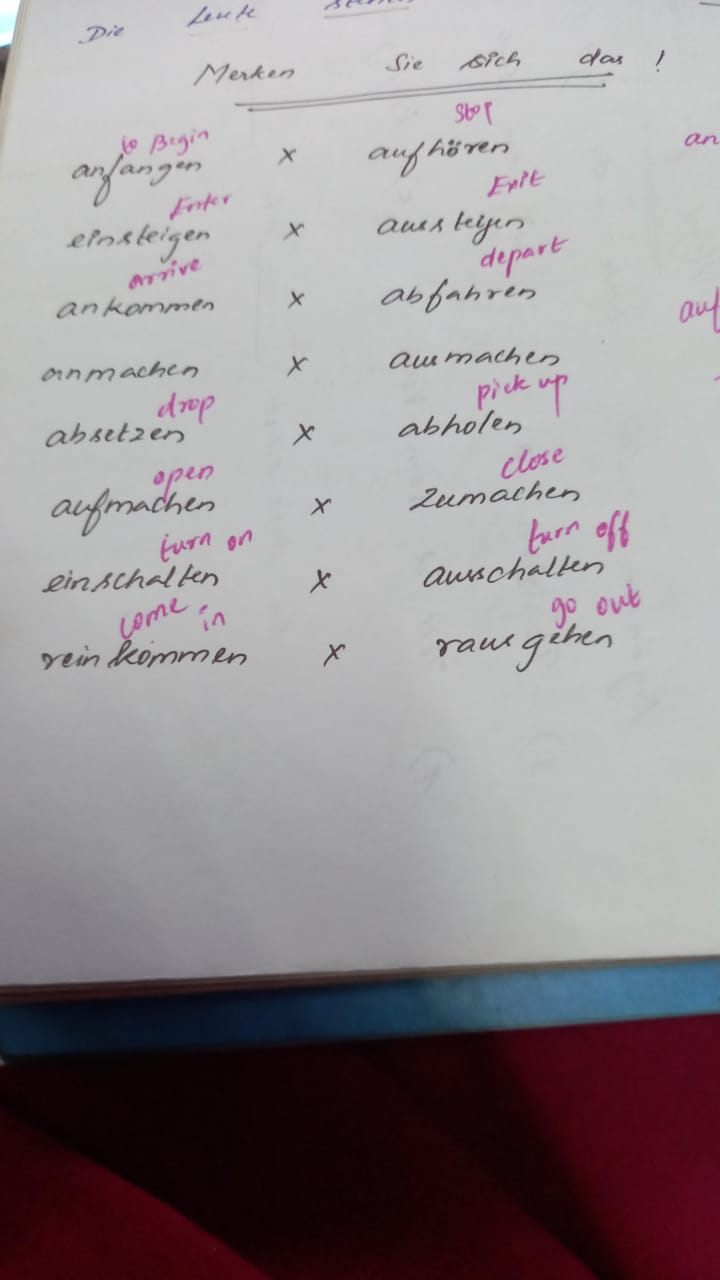 Die Leute
Merken Sie sich das !
to Begin stop
anfangen x aufhören
Enter Exit
einsteigen x aussteigen
arrive depart
ankommen x abfahren
anmachen x ausmachen
drop pick up
absetzen x abholen
open close
aufmachen x zumachen
turn on turn off
einschalten x ausschalten
come in go out
reinkommen x rausgehen
an
auf